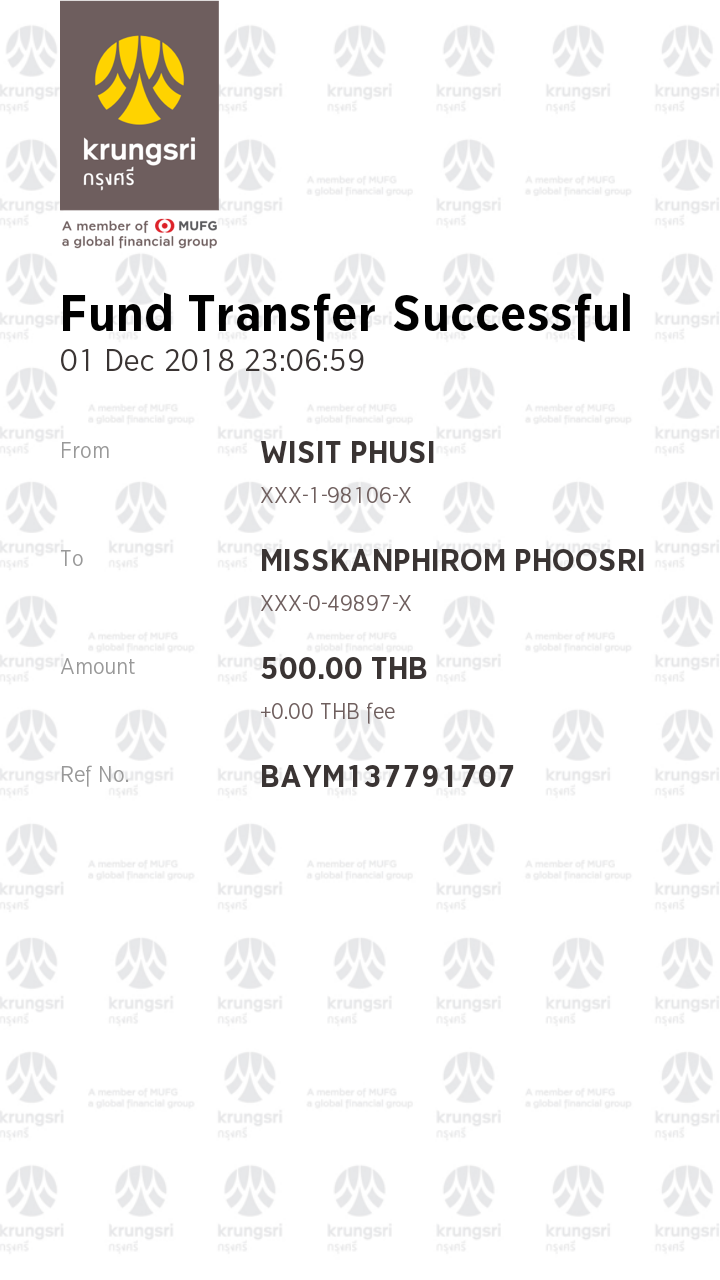 krungsri
กรุงศรี
A member of MUFG
a global financial group
Fund Transfer Successful
01 Dec 2018 23:06:59
From WISIT PHUSI
XXX-1-98106-X
To MISSKANPHIROM PHOOSRI
XXX-0-49897-X
Amount 500.00 THB
+0.00 THB fee
Ref No. BAYM137791707